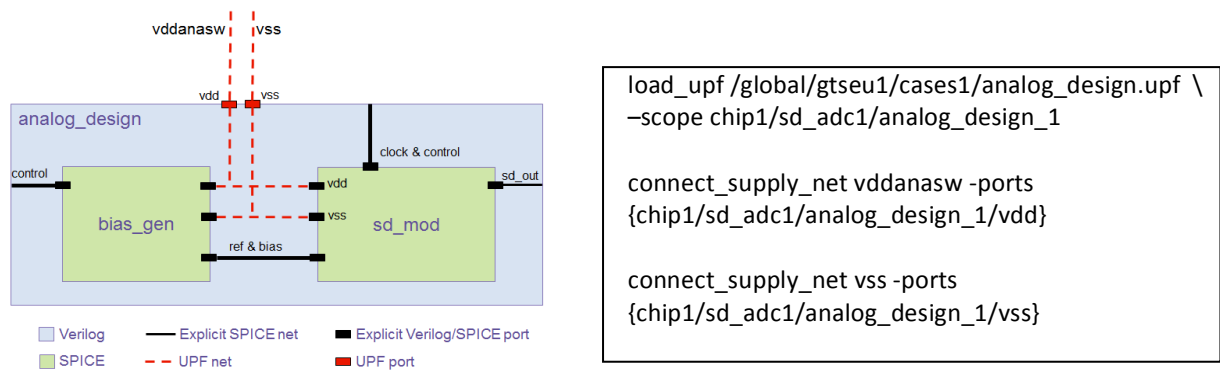 vddanasw vss
vdd vss
analog_design
clock & control
control
sd_out
vdd
bias_gen
vss
sd_mod
ref & bias
Verilog Explicit SPICE net Explicit Verilog/SPICE port
SPICE UPF net UPF port
load_upf /global/gtseu1/cases1/analog_design.upf \
–scope chip1/sd_adc1/analog_design_1
connect_supply_net vddanasw -ports
{chip1/sd_adc1/analog_design_1/vdd}
connect_supply_net vss -ports
{chip1/sd_adc1/analog_design_1/vss}